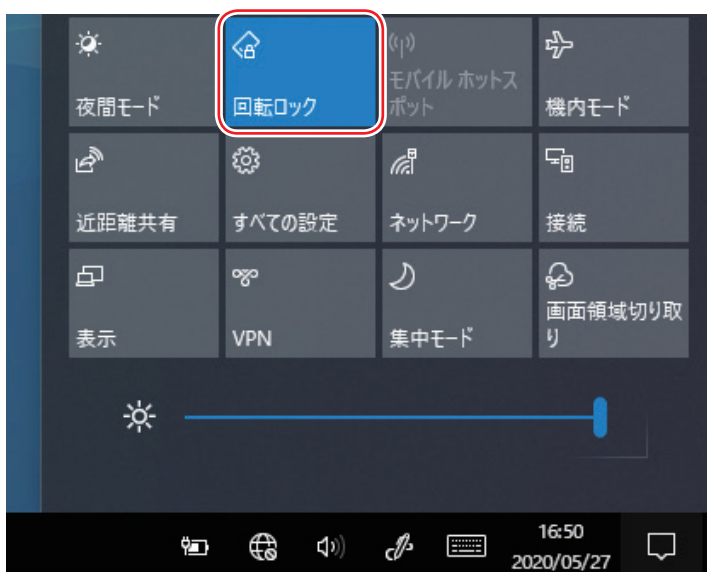 夜間モード
回転ロック
モバイル ホットス
ポット
機内モード
近距離共有
すべての設定
ネットワーク
接続
表示
VPN
集中モード
画面領域切り取
り
16:50
2020/05/27